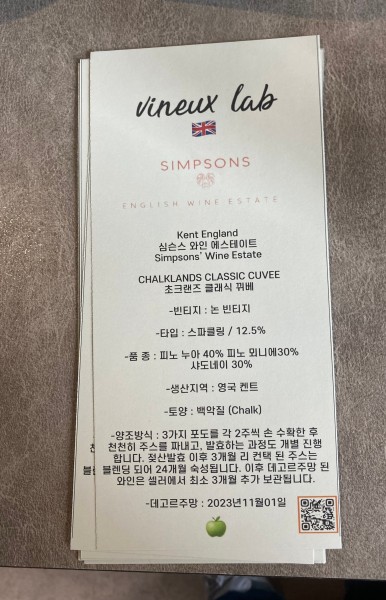 vineux lab
SIMPSONS
ENGLISH WINE ESTATE
Kent England
심슨스 와인 에스테이트
Simpsons' Wine Estate
CHALKLANDS CLASSIC CUVEE
초크랜즈 클래식 뀌베
-빈티지 : 논 빈티지
-타입 : 스파클링 / 12.5%
-품 종 : 피노 누아 40% 피노 뫼니에30%
샤도네이 30%
-생산지역 : 영국 켄트
-토양 : 백악질 (Chalk)
-양조방식 : 3가지 포도를 각 2주씩 손 수확한 후
천천히 주스를 짜내고, 발효하는 과정도 개별 진행
합니다. 젖산발효 이후 3개월 리 컨택 된 주스는
블렌딩 되어 24개월 숙성됩니다. 이후 데고르주망 된
와인은 셀러에서 최소 3개월 추가 보관됩니다.
-데고르주망 : 2023년11월01일